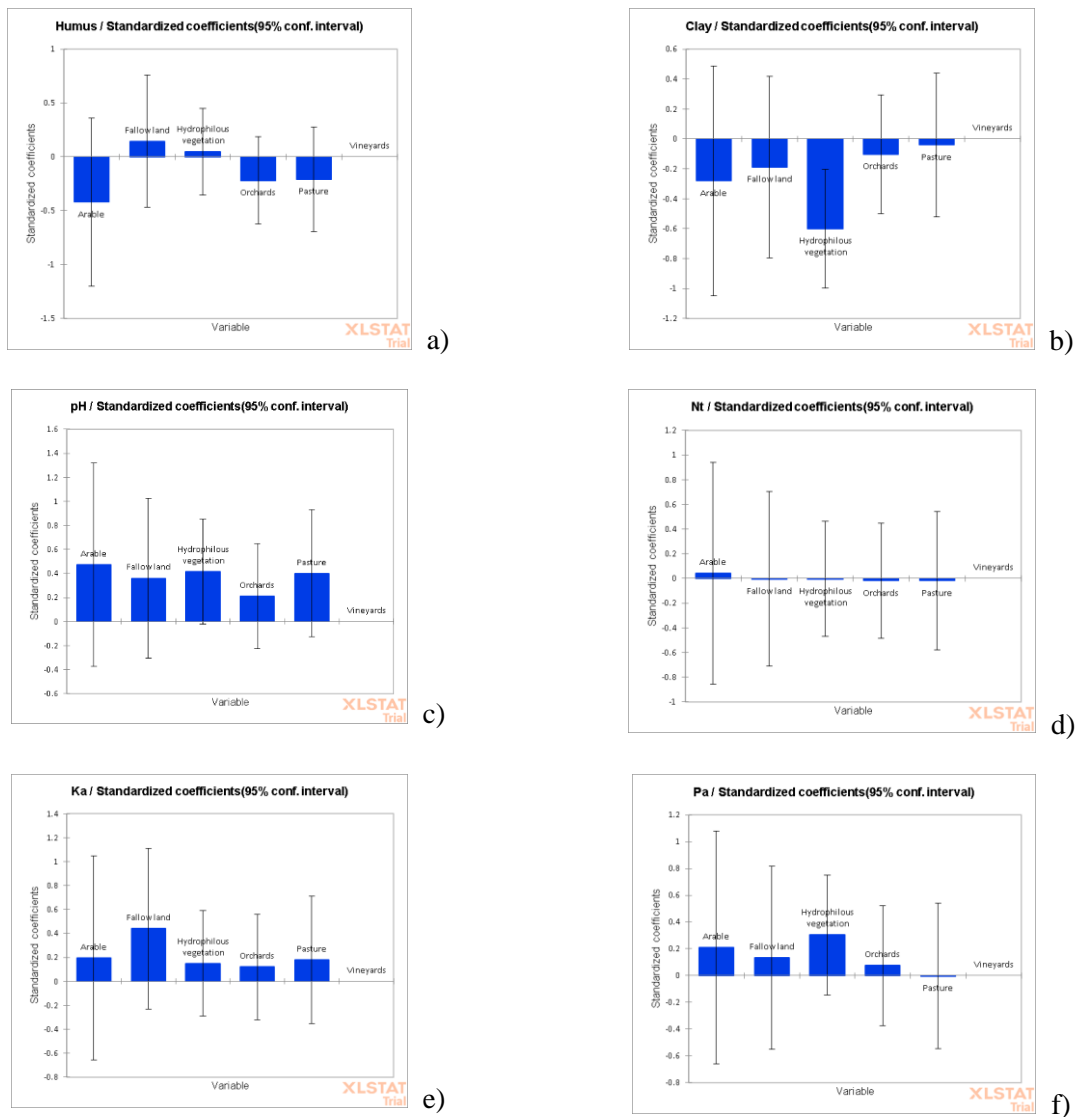 Humus / Standardized coefficients(95% conf. interval)
1
0.5
0
-0.5
-1
-1.5
Standardized coefficients
Arable
Fallow land
Hydrophilous
vegetation
Orchards
Pasture
Vineyards
Variable
XLSTAT
Trial
a)
Clay / Standardized coefficients(95% conf. interval)
0.6
0.4
0.2
0
-0.2
-0.4
-0.6
-0.8
-1
-1.2
Standardized coefficients
Arable
Fallow land
Hydrophilous
vegetation
Orchards
Pasture
Vineyards
Variable
XLSTAT
Trial
b)
pH / Standardized coefficients(95% conf. interval)
1.6
1.4
1.2
1
0.8
0.6
0.4
0.2
0
-0.2
-0.4
-0.6
Standardized coefficients
Arable
Fallow land
Hydrophilous
vegetation
Orchards
Pasture
Vineyards
Variable
XLSTAT
Trial
c)
Nt / Standardized coefficients(95% conf. interval)
1.2
1
0.8
0.6
0.4
0.2
0
-0.2
-0.4
-0.6
-0.8
-1
Standardized coefficients
Arable
Fallow land
Hydrophilous
vegetation
Orchards
Pasture
Vineyards
Variable
XLSTAT
Trial
d)
Ka / Standardized coefficients(95% conf. interval)
1.4
1.2
1
0.8
0.6
0.4
0.2
0
-0.2
-0.4
-0.6
-0.8
Standardized coefficients
Arable
Fallow land
Hydrophilous
vegetation
Orchards
Pasture
Vineyards
Variable
XLSTAT
Trial
e)
Pa / Standardized coefficients(95% conf. interval)
1.2
1
0.8
0.6
0.4
0.2
0
-0.2
-0.4
-0.6
-0.8
Standardized coefficients
Arable
Fallow land
Hydrophilous
vegetation
Orchards
Pasture
Vineyards
Variable
XLSTAT
Trial
f)